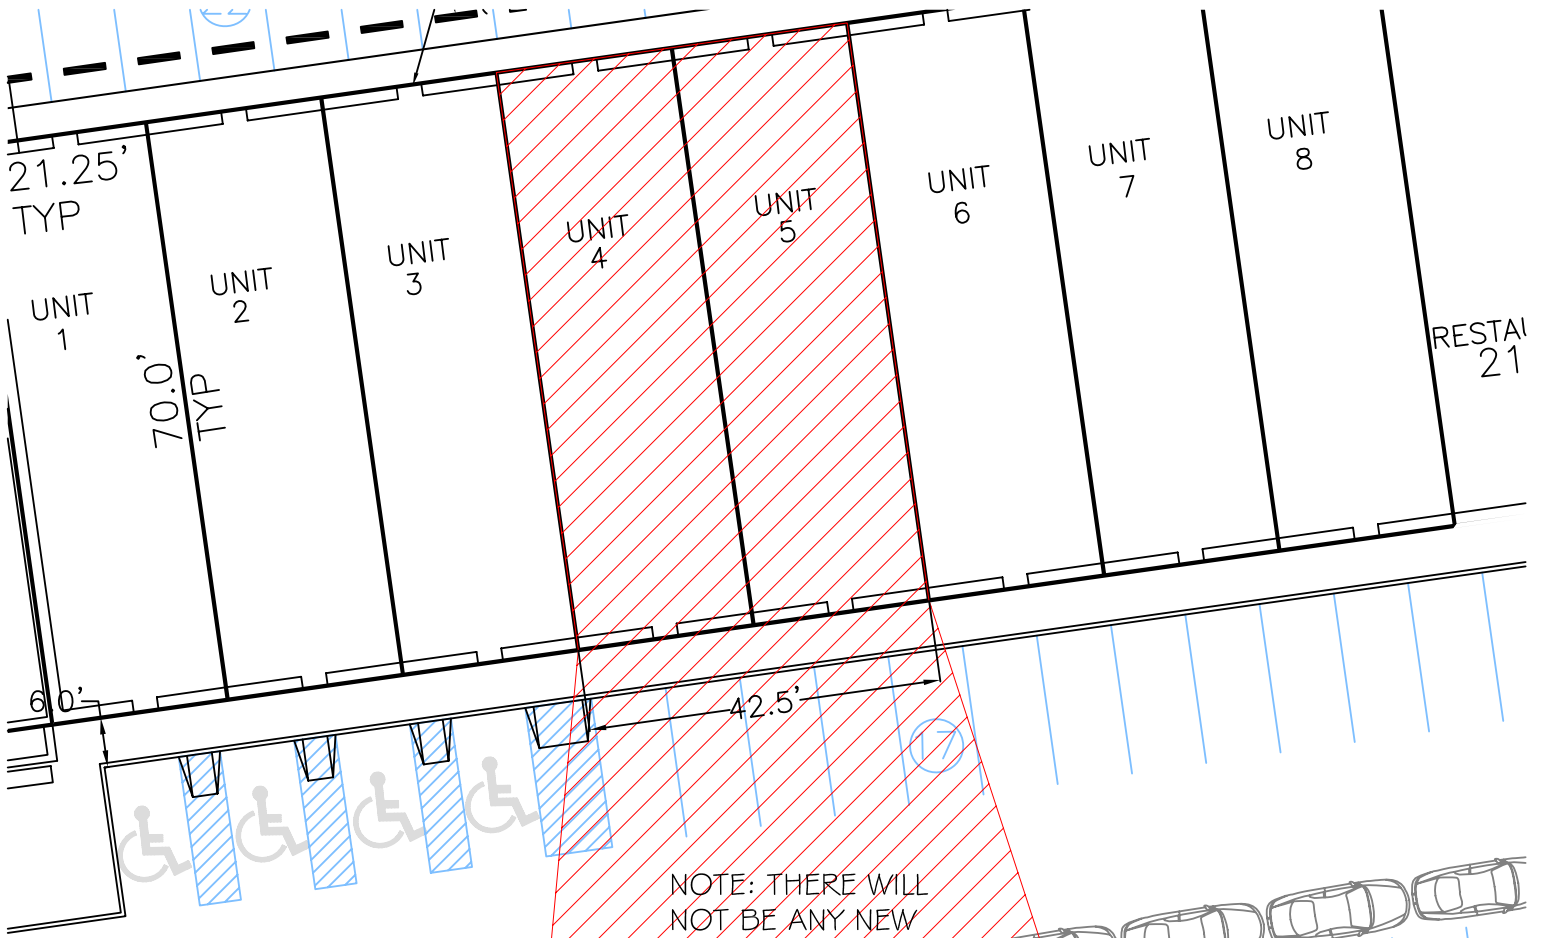 22
21.25'
TYP
UNIT
1
UNIT
2
UNIT
3
UNIT
4
UNIT
5
UNIT
6
UNIT
7
UNIT
8
70.0'
TYP
21
6.0'
42.5'
17
NOTE: THERE WILL
NOT BE ANY NEW